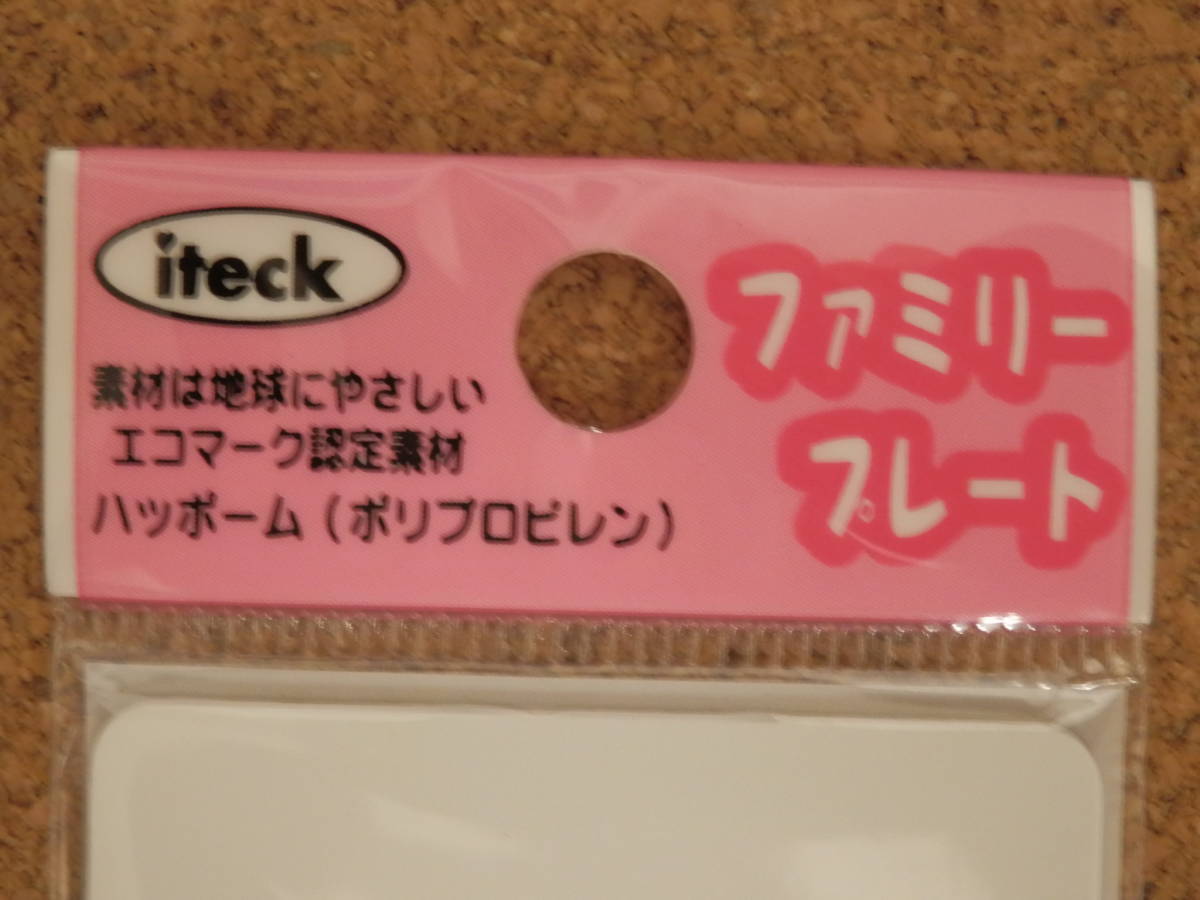 iteck
素材は地球にやさしい
エコマーク認定素材
ハッポーム(ポリプロピレン)
ファミリー
プレート